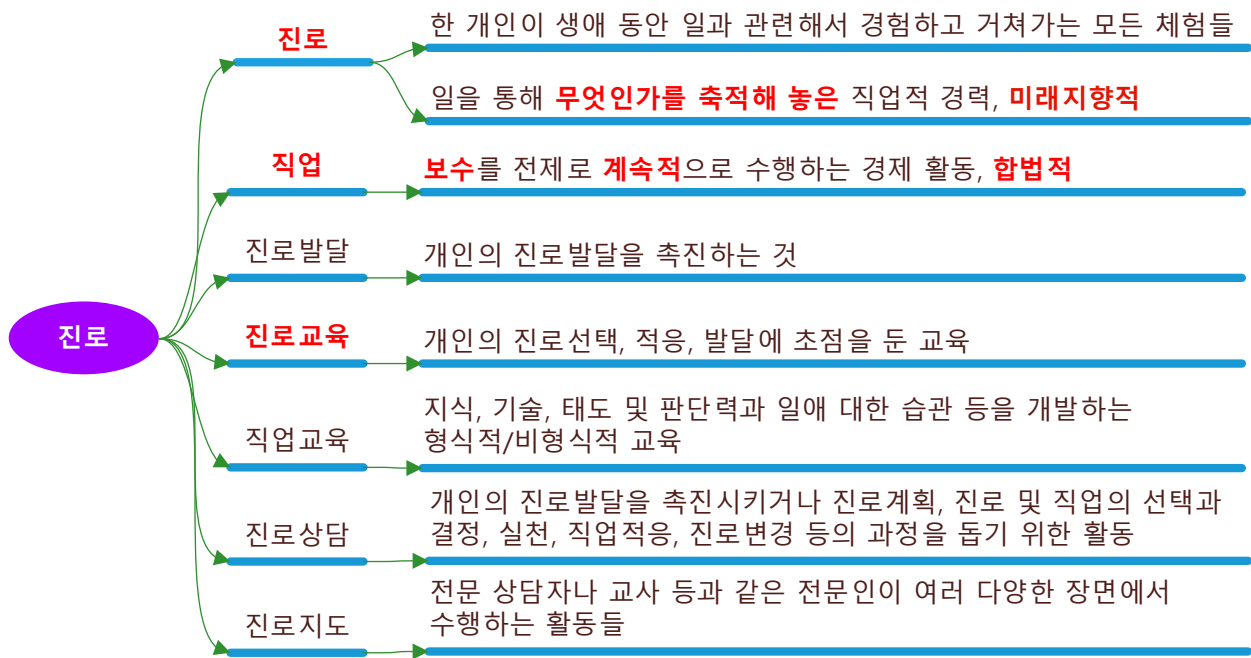 진로
진로
한 개인이 생애 동안 일과 관련해서 경험하고 거쳐가는 모든 체험들
일을 통해 무엇인가를 축적해 놓은 직업적 경력, 미래지향적
직업
보수를 전제로 계속적으로 수행하는 경제 활동, 합법적
진로발달
개인의 진로발달을 촉진하는 것
진로교육
개인의 진로선택, 적응, 발달에 초점을 둔 교육
직업교육
지식, 기술, 태도 및 판단력과 일애 대한 습관 등을 개발하는
형식적/비형식적 교육
진로상담
개인의 진로발달을 촉진시키거나 진로계획, 진로 및 직업의 선택과
결정, 실천, 직업적응, 진로변경 등의 과정을 돕기 위한 활동
진로지도
전문 상담자나 교사 등과 같은 전문인이 여러 다양한 장면에서
수행하는 활동들